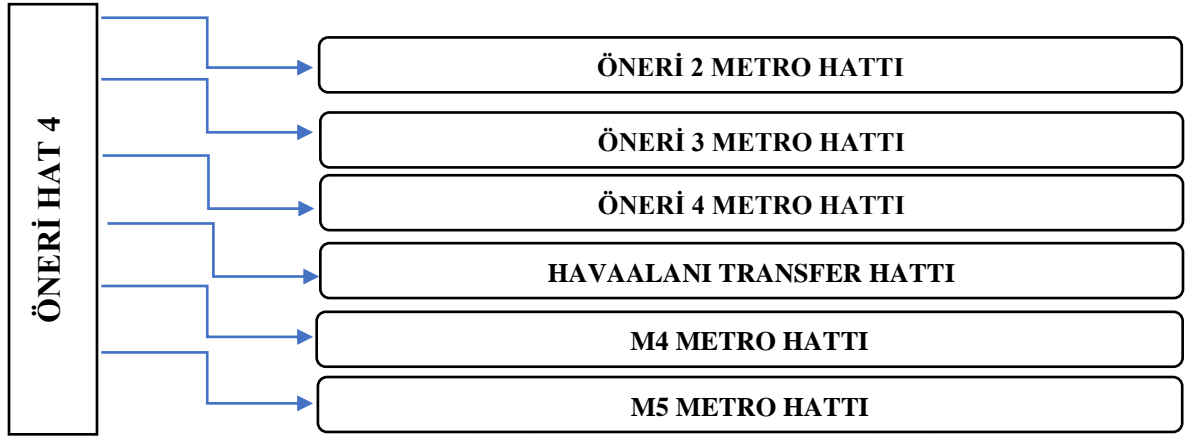 ÖNERİ HAT 4
ÖNERİ 2 METRO HATTI
ÖNERİ 3 METRO HATTI
ÖNERİ 4 METRO HATTI
HAVAALANI TRANSFER HATTI
M4 METRO HATTI
M5 METRO HATTI